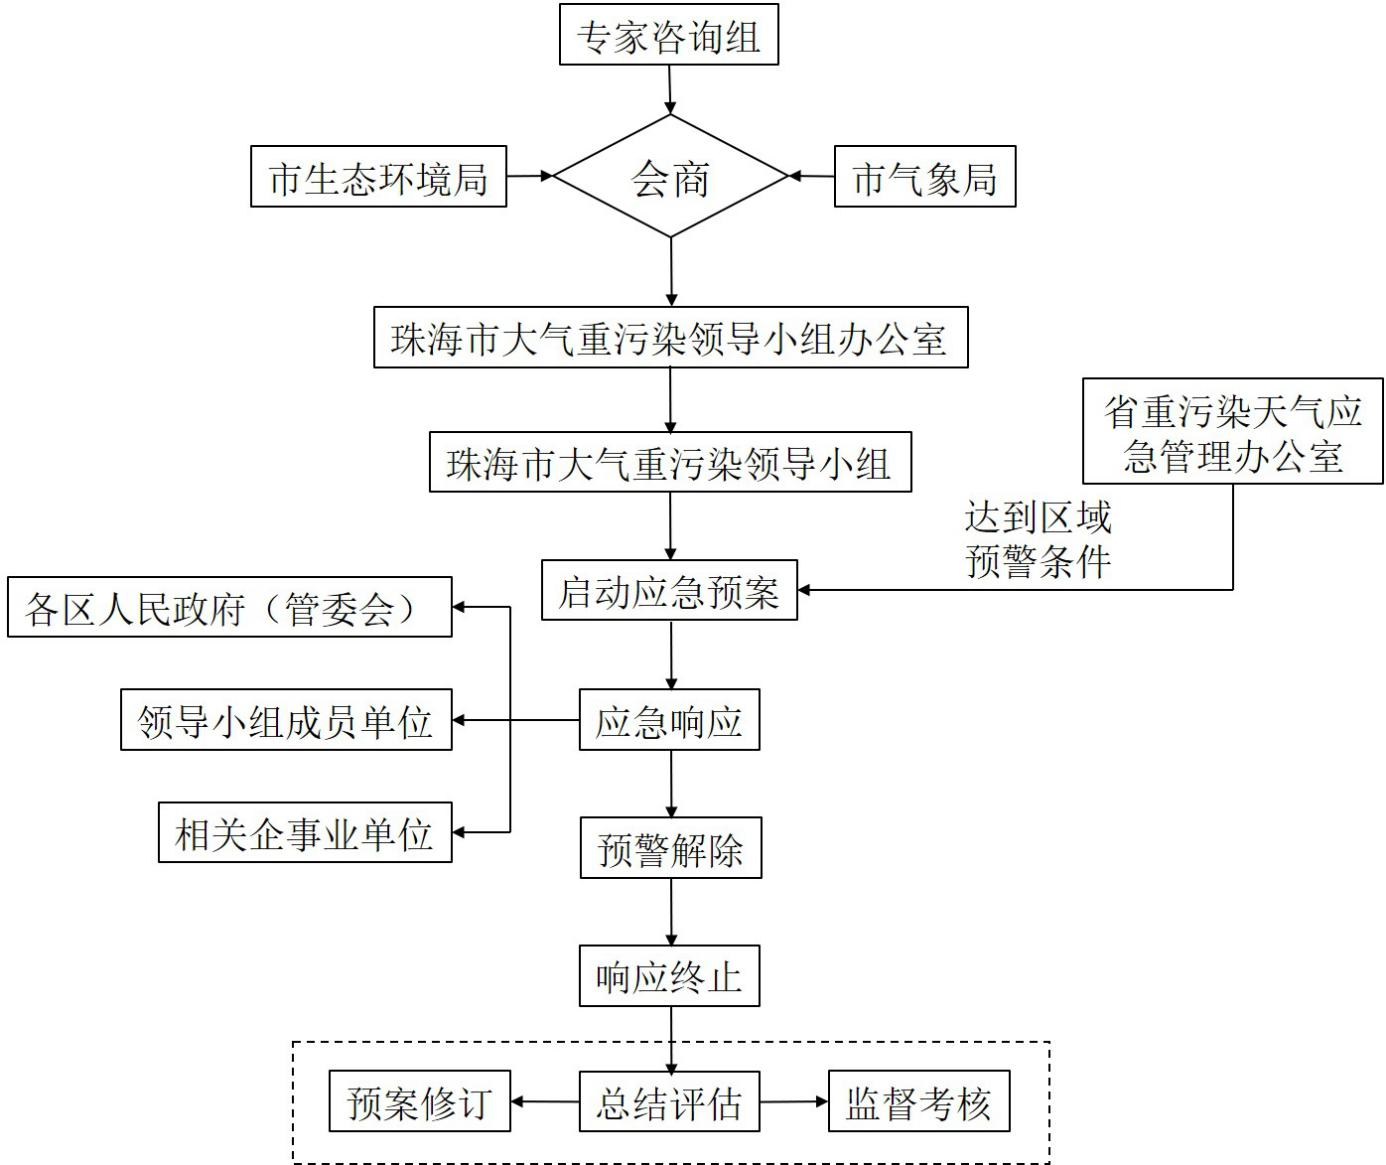 专家咨询组
市生态环境局
会商
市气象局
珠海市大气重污染领导小组办公室
省重污染天气应
急管理办公室
珠海市大气重污染领导小组
达到区域
预警条件
启动应急预案
各区人民政府（管委会）
领导小组成员单位
应急响应
相关企事业单位
预警解除
响应终止
预案修订
总结评估
监督考核